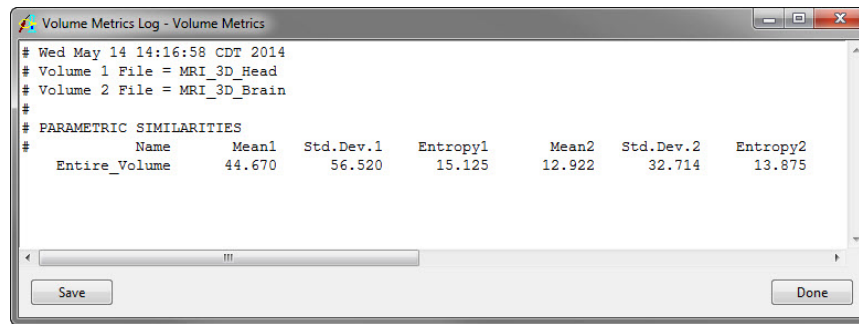 Volume Metrics Log - Volume Metrics
# Wed May 14 14:16:58 CDT 2014
# Volume 1 File = MRI_3D_Head
# Volume 2 File = MRI_3D_Brain
#
# PARAMETRIC SIMILARITIES
# Name Mean1 Std.Dev.1 Entropy1 Mean2 Std.Dev.2 Entropy2
Entire_Volume 44.670 56.520 15.125 12.922 32.714 13.875
Save Done